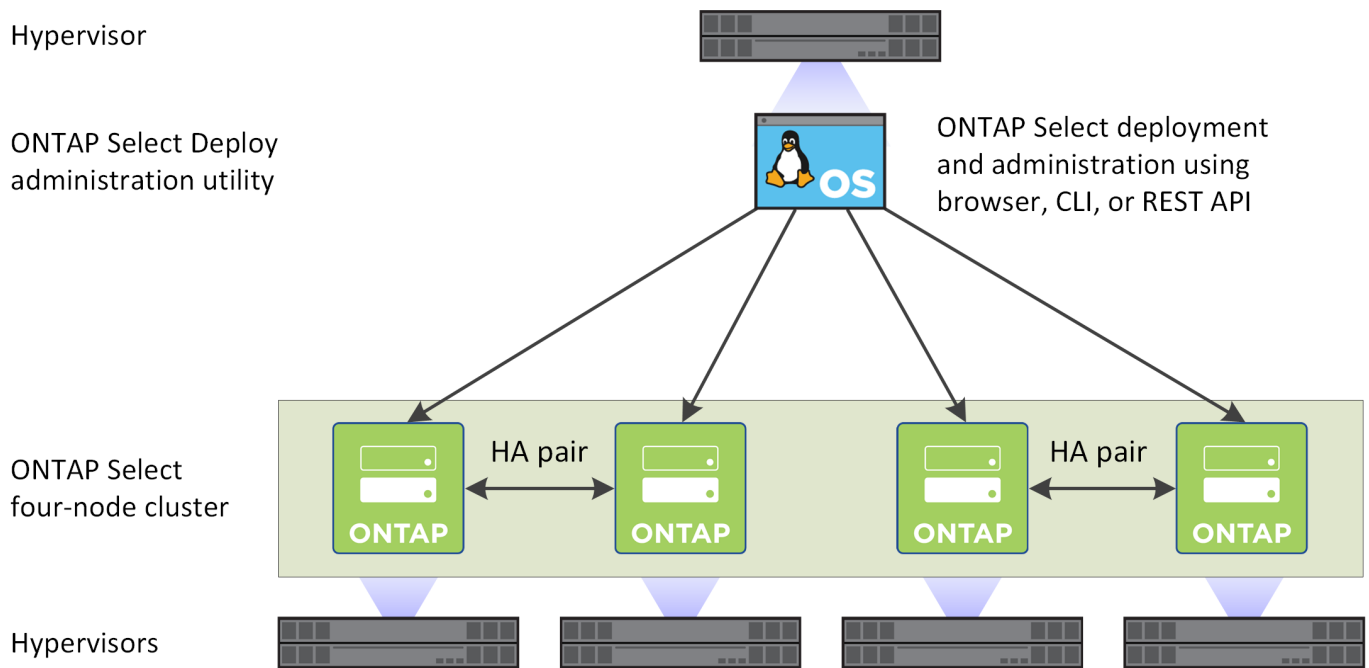 Hypervisor
ONTAP Select Deploy
administration utility
OS
ONTAP Select deployment
and administration using
browser, CLI, or REST API
ONTAP Select
four-node cluster
HA pair
HA pair
ONTAP
ONTAP
ONTAP
ONTAP
Hypervisors